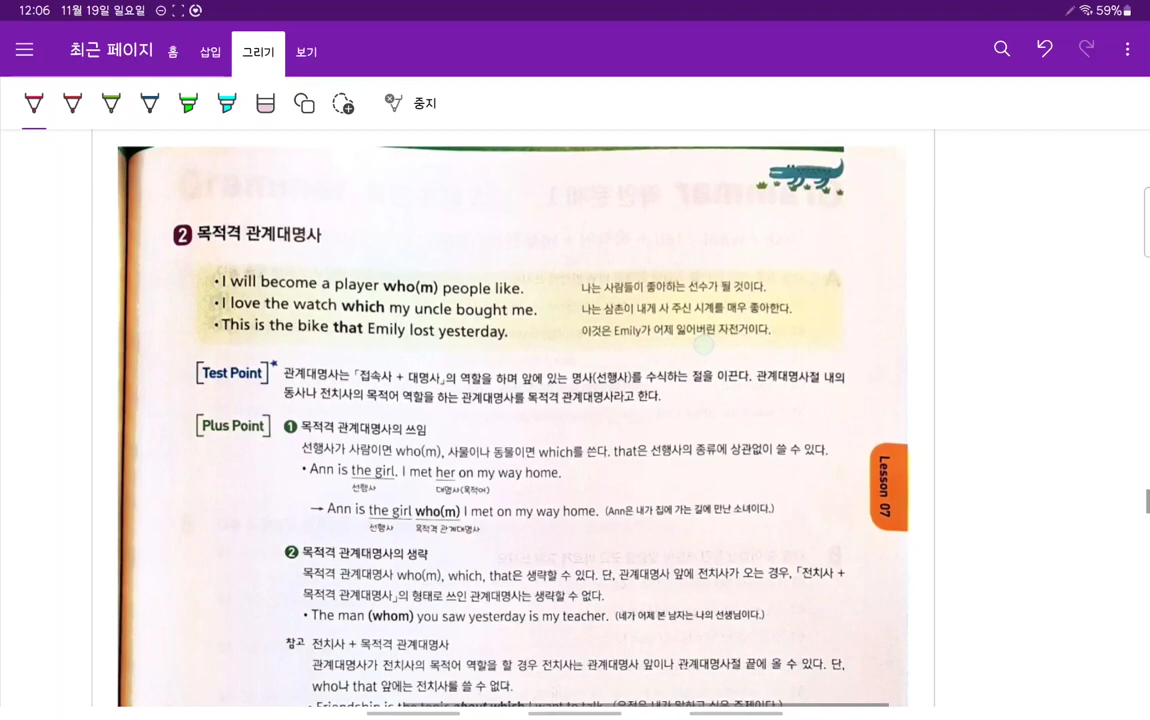 12:06 11월 19일 일요일 59%
최근 페이지 홈 삽입 그리기 보기
중지
2 목적격 관계대명사
• I will become a player who(m) people like. 나는 사람들이 좋아하는 선수가 될 것이다.
• I love the watch which my uncle bought me. 나는 삼촌이 내게 사 주신 시계를 매우 좋아한다.
• This is the bike that Emily lost yesterday. 이것은 Emily가 어제 잃어버린 자전거이다.
[Test Point]* 관계대명사는 「접속사 + 대명사」의 역할을 하며 앞에 있는 명사(선행사)를 수식하는 절을 이끈다. 관계대명사절 내의
동사나 전치사의 목적어 역할을 하는 관계대명사를 목적격 관계대명사라고 한다.
[Plus Point] ❶ 목적격 관계대명사의 쓰임
선행사가 사람이면 who(m), 사물이나 동물이면 which를 쓴다. that은 선행사의 종류에 상관없이 쓸 수 있다.
• Ann is the girl. I met her on my way home.
선행사 대명사(목적어)
→ Ann is the girl who(m) I met on my way home. (Ann은 내가 집에 가는 길에 만난 소녀이다.)
선행사 목적격 관계대명사
Lesson 07
❷ 목적격 관계대명사의 생략
목적격 관계대명사 who(m), which, that은 생략할 수 있다. 단, 관계대명사 앞에 전치사가 오는 경우, 「전치사 +
목적격 관계대명사」의 형태로 쓰인 관계대명사는 생략할 수 없다.
• The man (whom) you saw yesterday is my teacher. (네가 어제 본 남자는 나의 선생님이다.)
참고 전치사 + 목적격 관계대명사
관계대명사가 전치사의 목적어 역할을 할 경우 전치사는 관계대명사 앞이나 관계대명사절 끝에 올 수 있다. 단,
who나 that 앞에는 전치사를 쓸 수 없다.
• Friendship is the topic about which I want to talk. (우정은 내가 말하고 싶은 주제이다.)